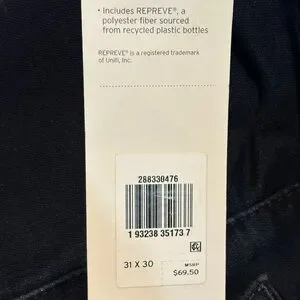 • Includes REPREVE®, a
polyester fiber sourced
from recycled plastic bottles
REPREVE® is a registered trademark
of Unifi, Inc.
288330476
1 93238 35173 7
31 X 30
MSRP
$69.50